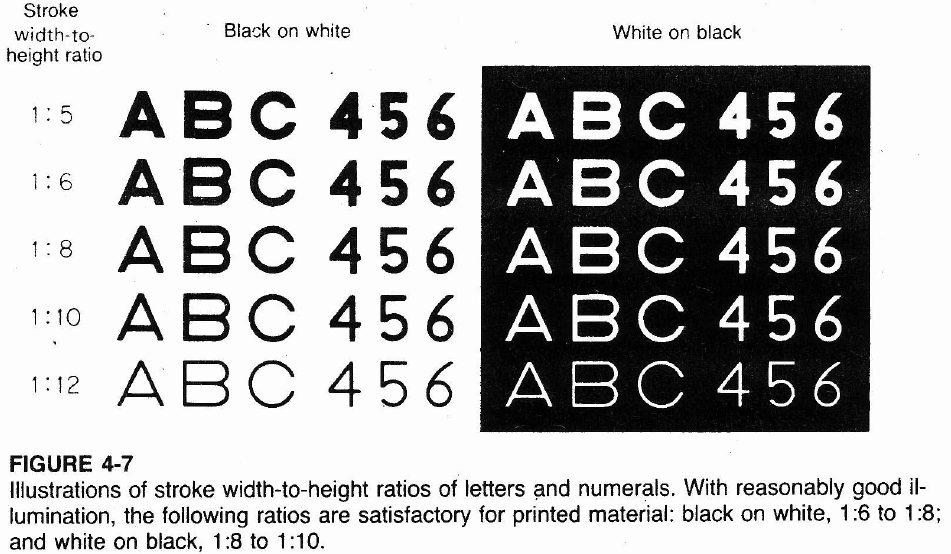 Stroke
width-to-
height ratio
Black on white
White on black
1:5 ABC 456 ABC 456
1:6 ABC 456 ABC 456
1:8 ABC 456 ABC 456
1:10 ABC 456 ABC 456
1:12 ABC 456 ABC 456
FIGURE 4-7
Illustrations of stroke width-to-height ratios of letters and numerals. With reasonably good il-
lumination, the following ratios are satisfactory for printed material: black on white, 1:6 to 1:8;
and white on black, 1:8 to 1:10.